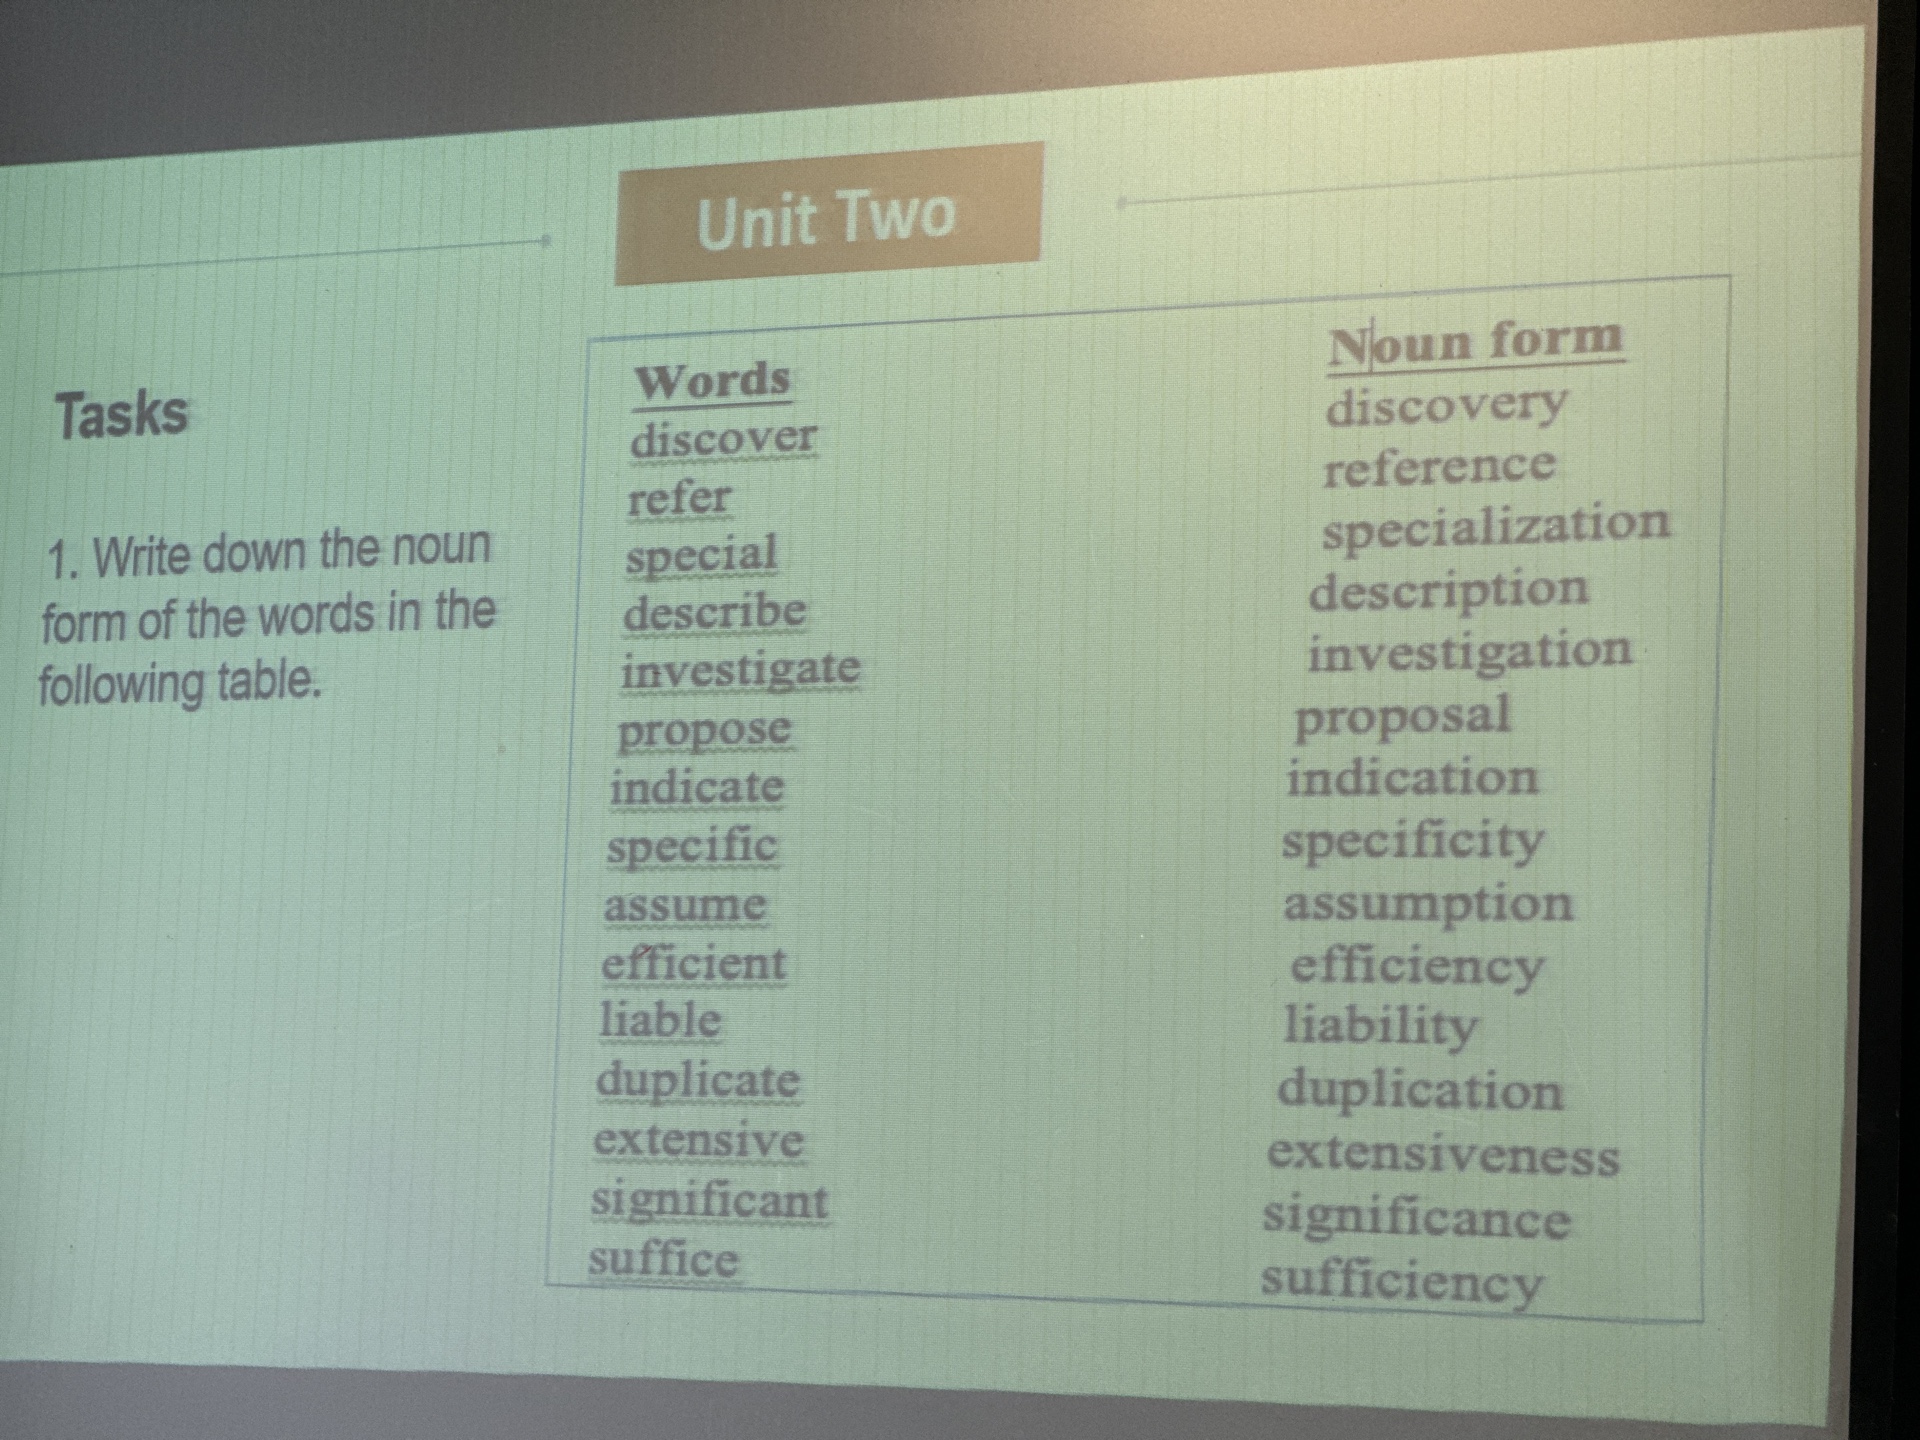 Unit Two
Tasks
1. Write down the noun
form of the words in the
following table.
Words
discover
refer
special
describe
investigate
propose
indicate
specific
assume
efficient
liable
duplicate
extensive
significant
suffice
Noun form
discovery
reference
specialization
description
investigation
proposal
indication
specificity
assumption
efficiency
liability
duplication
extensiveness
significance
sufficiency